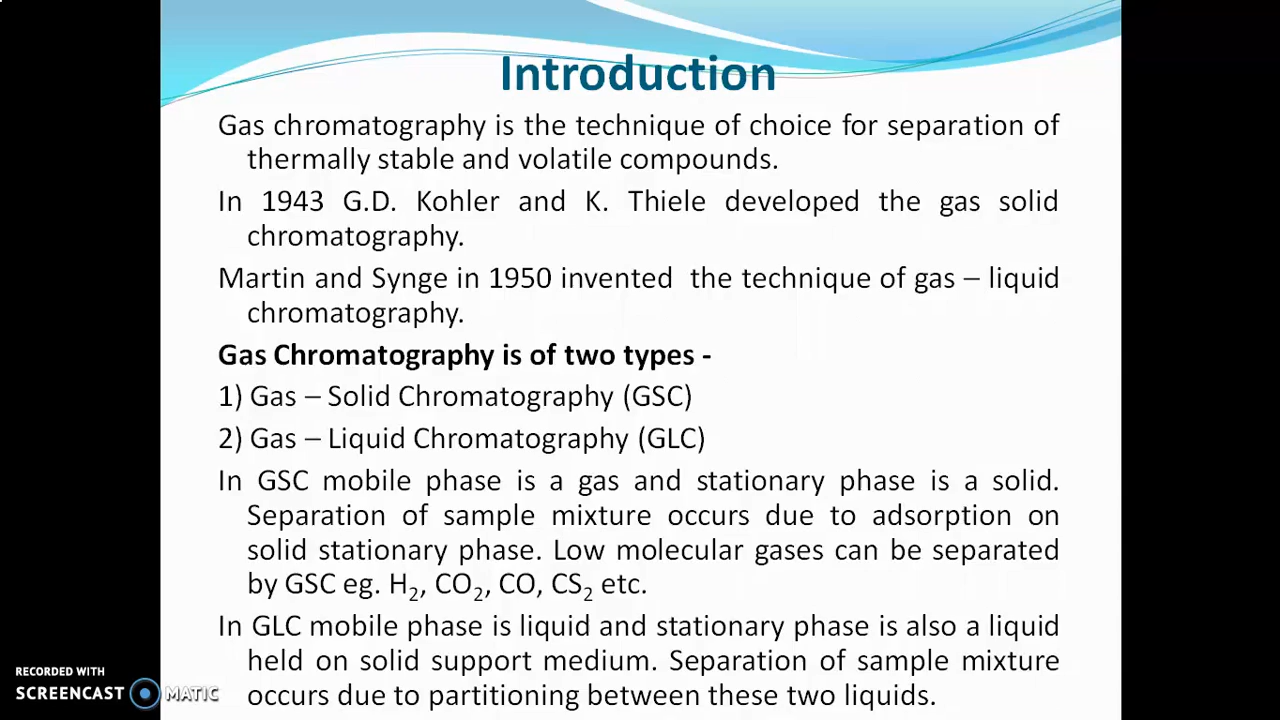 Introduction
Gas chromatography is the technique of choice for separation of
thermally stable and volatile compounds.
In 1943 G.D. Kohler and K. Thiele developed the gas solid
chromatography.
Martin and Synge in 1950 invented the technique of gas – liquid
chromatography.
Gas Chromatography is of two types -
1) Gas – Solid Chromatography (GSC)
2) Gas – Liquid Chromatography (GLC)
In GSC mobile phase is a gas and stationary phase is a solid.
Separation of sample mixture occurs due to adsorption on
solid stationary phase. Low molecular gases can be separated
by GSC eg. H₂, CO₂, CO, CS₂ etc.
In GLC mobile phase is liquid and stationary phase is also a liquid
held on solid support medium. Separation of sample mixture
occurs due to partitioning between these two liquids.
RECORDED WITH
SCREENCAST MATIC